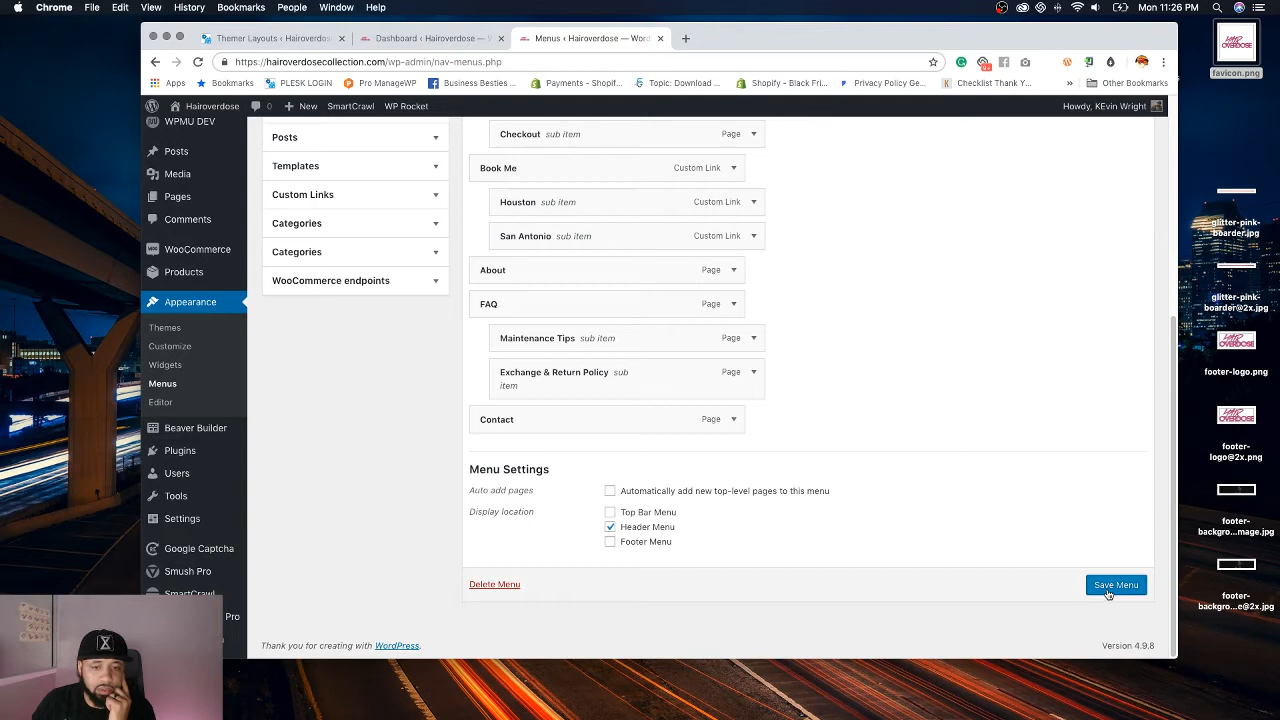 Chrome File Edit View History Bookmarks People Window Help Mon 11:26 PM
Themer Layouts ‹ Hairoverdose Dashboard ‹ Hairoverdose — W Menus ‹ Hairoverdose — Word
https://hairoverdosecollection.com/wp-admin/nav-menus.php
Apps Bookmarks PLESK LOGIN Pro ManageWP Business Besties ... Payments - Shopif... Topic: Download ... Shopify - Black Fri... Privacy Policy Ge... Checklist Thank Y... » Other Bookmarks
Hairoverdose 0 New SmartCrawl WP Rocket Howdy, KEvin Wright
WPMU DEV
Posts
Media
Pages
Comments
WooCommerce
Products
Appearance
Themes
Customize
Widgets
Menus
Editor
Beaver Builder
Plugins
Users
Tools
Settings
Google Captcha
Smush Pro
SmartCrawl
Pro
Posts
Templates
Custom Links
Categories
Categories
WooCommerce endpoints
Checkout sub item Page
Book Me Custom Link
Houston sub item Custom Link
San Antonio sub item Custom Link
About Page
FAQ Page
Maintenance Tips sub item Page
Exchange & Return Policy sub
item Page
Contact Page
Menu Settings
Auto add pages Automatically add new top-level pages to this menu
Display location Top Bar Menu
Header Menu
Footer Menu
Delete Menu Save Menu
Thank you for creating with WordPress. Version 4.9.8
OVERDOSE
favicon.png
glitter-pink-
boarder.jpg
glitter-pink-
boarder@2x.jpg
OVERDOSE
footer-logo.png
OVERDOSE
footer-
logo@2x.png
footer-
backgro...mage.jpg
footer-
backgro...e@2x.jpg